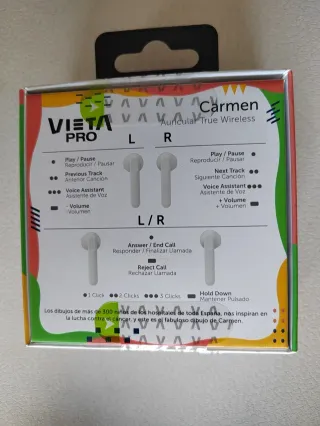 VIETA
PRO
Carmen
Auricular True Wireless
L R
Play / Pause
Reproducir / Pausar
Previous Track
Anterior Canción
Voice Assistant
Asistente de Voz
- Volume
- Volumen
Play / Pause
Reproducir / Pausar
Next Track
Siguiente Canción
Voice Assistant
Asistente de Voz
+ Volume
+ Volumen
L / R
Answer / End Call
Responder / Finalizar Llamada
Reject Call
Rechazar Llamada
1 Click 2 Clicks 3 Clicks
Hold Down
Mantener Pulsado
Los dibujos de más de 300 niños de los hospitales de toda España, nos inspiran en
la lucha contra el cáncer, y este es el fabuloso dibujo de Carmen.